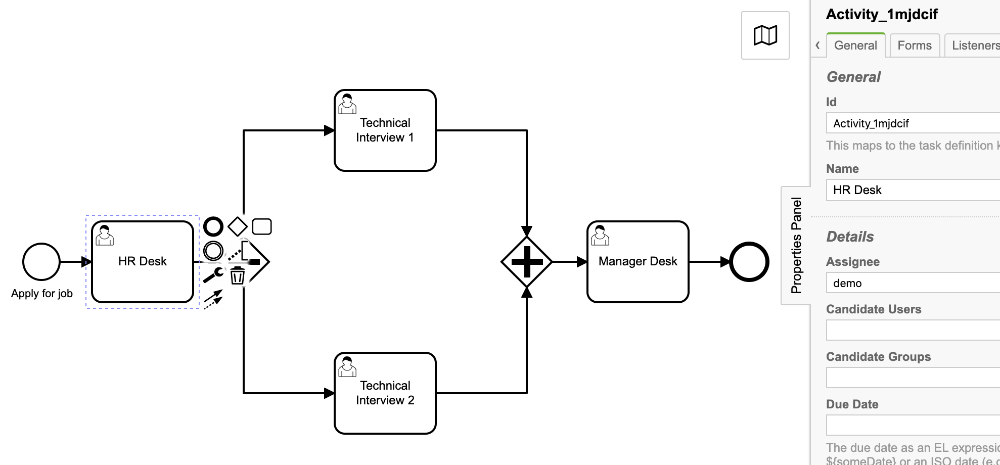 Apply for job
HR Desk
Technical
Interview 1
Technical
Interview 2
Manager Desk
Properties Panel
Activity_1mjdcif
General
Forms
Listeners
General
Id
Activity_1mjdcif
This maps to the task definition k
Name
HR Desk
Details
Assignee
demo
Candidate Users
Candidate Groups
Due Date
The due date as an EL expressio
${someDate} or an ISO date (e.g